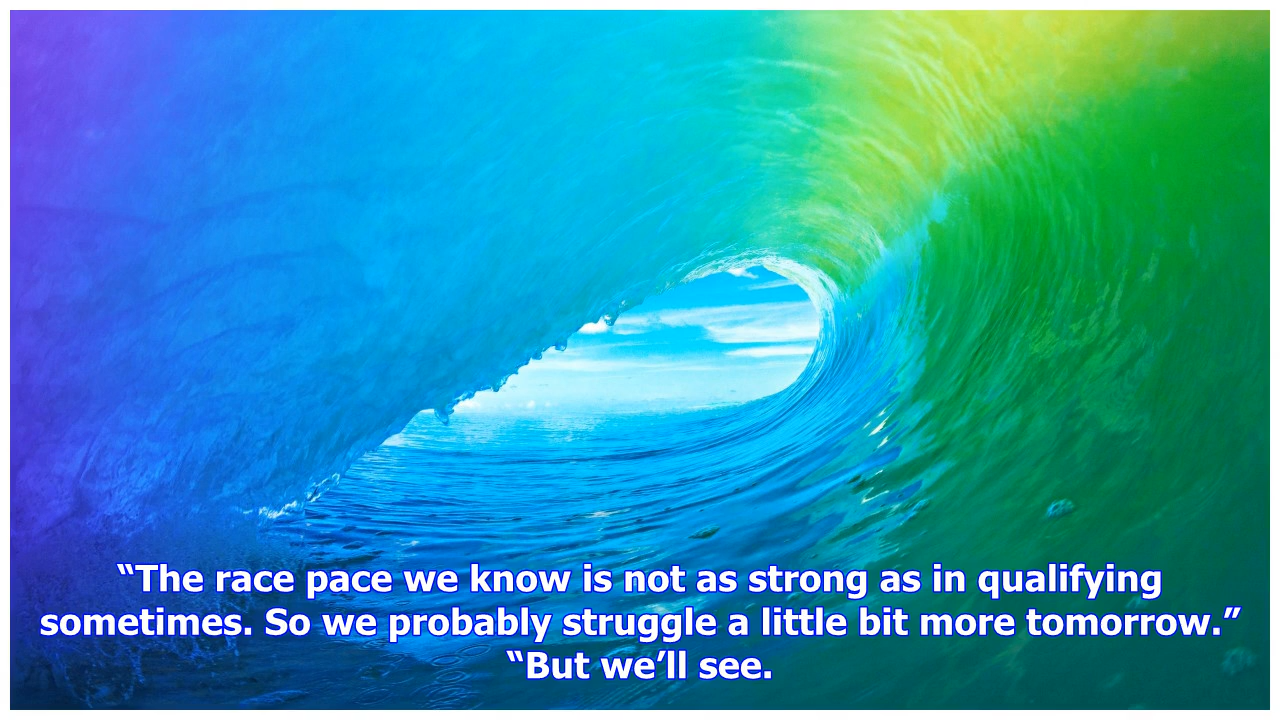 “The race pace we know is not as strong as in qualifying
sometimes. So we probably struggle a little bit more tomorrow.”
“But we’ll see.